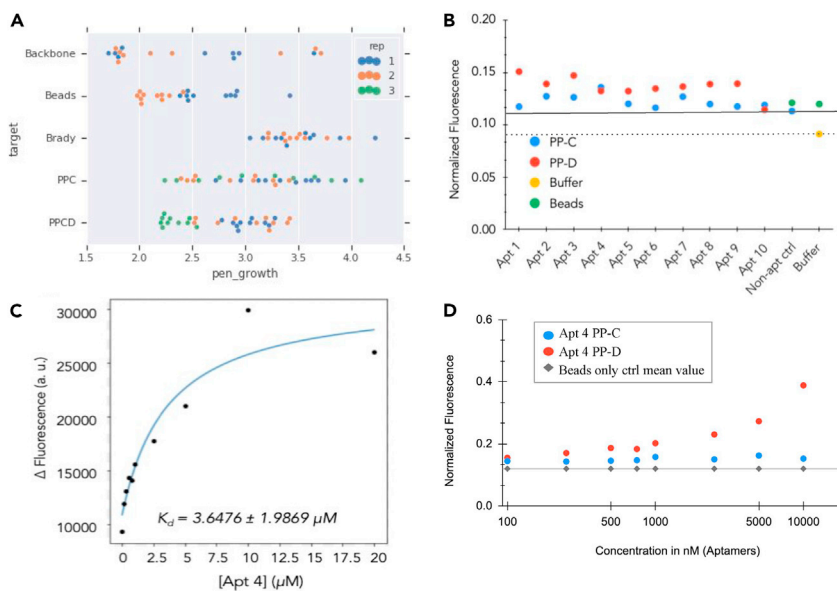 A
target
Backbone
Beads
Brady
PPC
PPCD
rep
1
2
3
1.5 2.0 2.5 3.0 3.5 4.0 4.5
pen_growth
B
Normalized Fluorescence
0.20
0.15
0.10
0.05
0.00
PP-C
PP-D
Buffer
Beads
Apt 1 Apt 2 Apt 3 Apt 4 Apt 5 Apt 6 Apt 7 Apt 8 Apt 9 Apt 10 Non-apt ctrl Buffer
C
Δ Fluorescence (a. u.)
30000
25000
20000
15000
10000
K_d = 3.6476 ± 1.9869 μM
0 2.5 5 7.5 10 12.5 15 17.5 20
[Apt 4] (μM)
D
Normalized Fluorescence
0.6
0.4
0.2
0.0
Apt 4 PP-C
Apt 4 PP-D
Beads only ctrl mean value
100 500 1000 5000 10000
Concentration in nM (Aptamers)